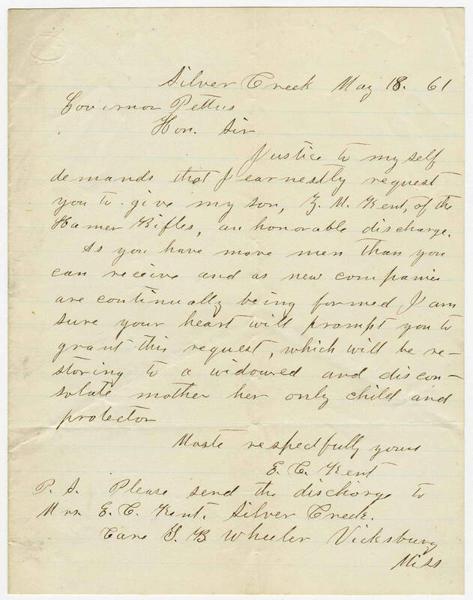 Silver Creek May 18. 61
Governor Pettus
Hon. Sir
Justice to my self
demands that I earnestly request
you to give my son, Z. M. Kent, of the
Hamer Rifles, an honorable discharge.
As you have more men than you
can receive and as new companies
are continually being formed I am
sure your heart will prompt you to
grant this request, which will be re-
storing to a widowed and discon-
solate mother her only child and
protector
Moste respectfully yours
E. C. Kent
P. S. Please send the discharge to
Mrs E. C. Kent, Silver Creek.
Care J. B Wheeler Vicksburg
Miss